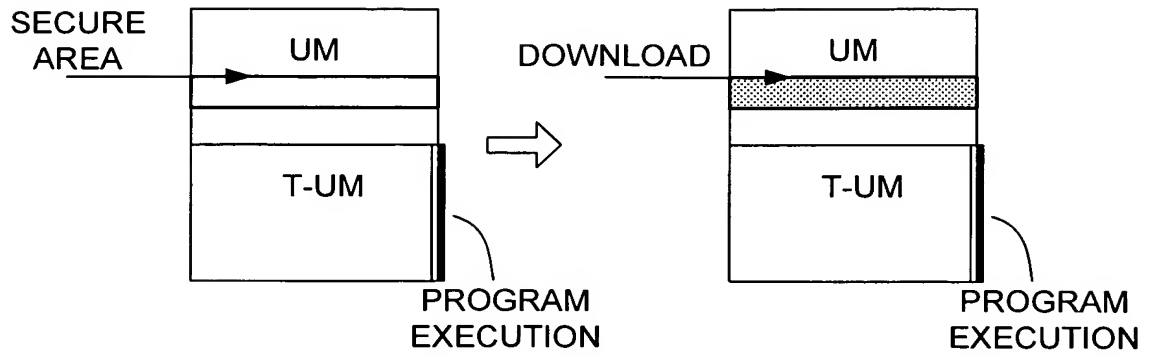 SECURE
AREA
UM
T-UM
PROGRAM
EXECUTION
DOWNLOAD
UM
T-UM
PROGRAM
EXECUTION